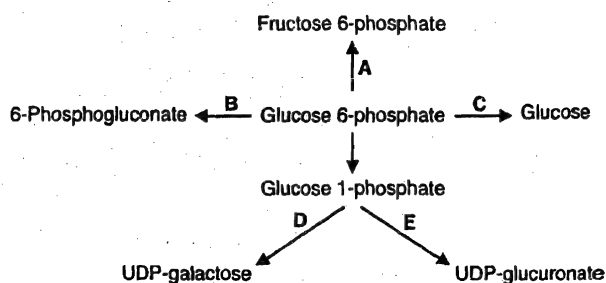 Fructose 6-phosphate
A
6-Phosphogluconate B Glucose 6-phosphate C Glucose
Glucose 1-phosphate
D E
UDP-galactose UDP-glucuronate